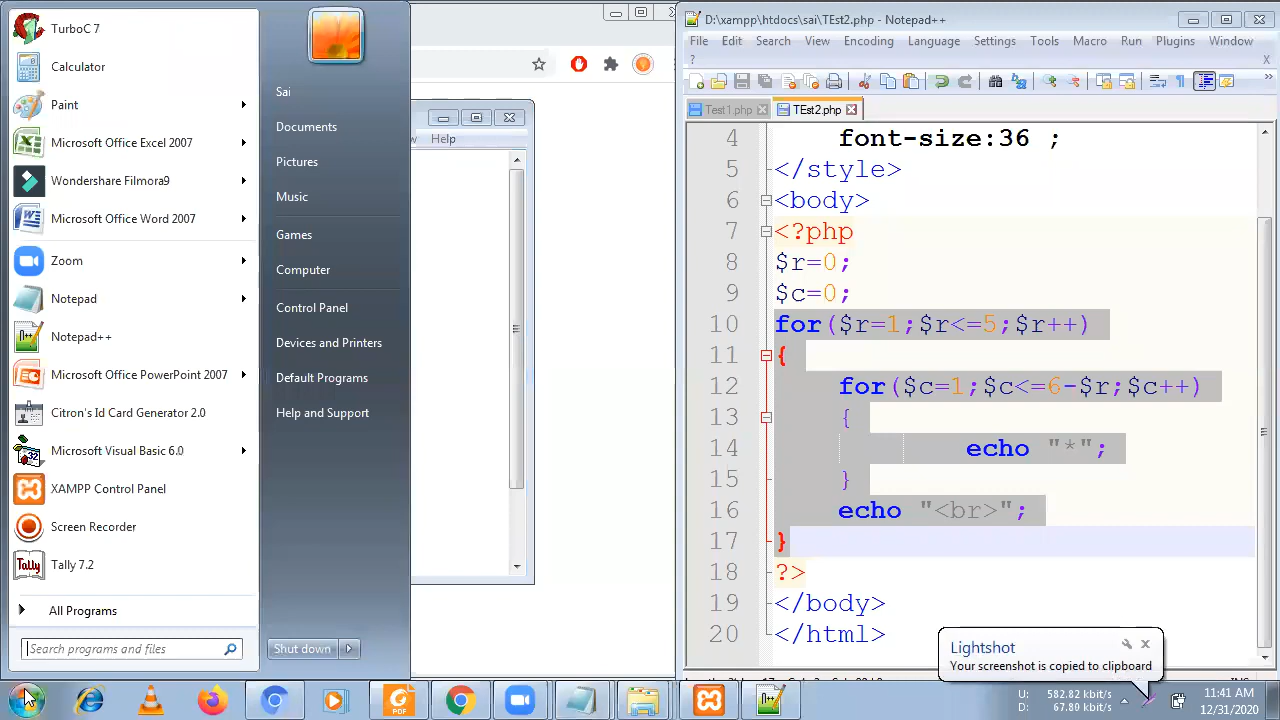 TurboC 7
Calculator
Paint
Microsoft Office Excel 2007
Wondershare Filmora9
Microsoft Office Word 2007
Zoom
Notepad
Notepad++
Microsoft Office PowerPoint 2007
Citron's Id Card Generator 2.0
Microsoft Visual Basic 6.0
XAMPP Control Panel
Screen Recorder
Tally Tally 7.2
All Programs
Search programs and files
Sai
Documents
Pictures
Music
Games
Computer
Control Panel
Devices and Printers
Default Programs
Help and Support
Shut down
Help
D:\xampp\htdocs\sai\TEst2.php - Notepad++
File Edit Search View Encoding Language Settings Tools Macro Run Plugins Window
? X
Test1.php TEst2.php
4 font-size:36 ;
5 </style>
6 <body>
7 <?php
8 $r=0;
9 $c=0;
10 for($r=1;$r<=5;$r++)
11 {
12 for($c=1;$c<=6-$r;$c++)
13 {
14 echo "*";
15 }
16 echo "<br>";
17 }
18 ?>
19 </body>
20 </html>
Lightshot
Your screenshot is copied to clipboard
PDF
U: 582.82 kbit/s
D: 67.80 kbit/s
11:41 AM
12/31/2020